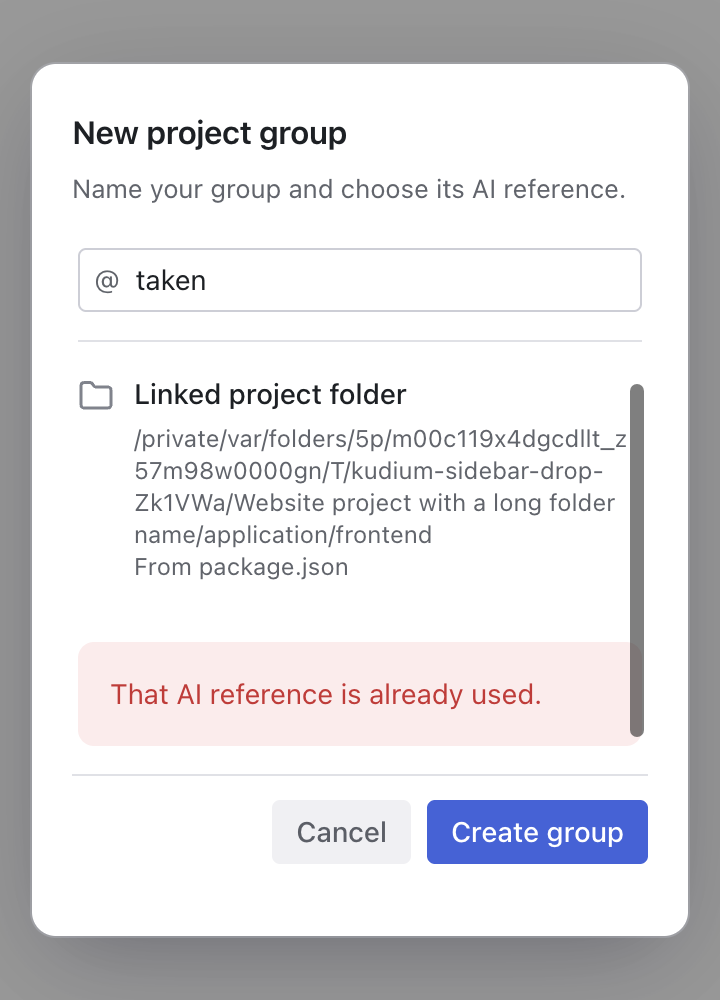 New project group
Name your group and choose its AI reference.
@ taken
Linked project folder
/private/var/folders/5p/m00c119x4dgcdllt_z
57m98w0000gn/T/kudium-sidebar-drop-
Zk1VWa/Website project with a long folder
name/application/frontend
From package.json
That AI reference is already used.
Cancel
Create group